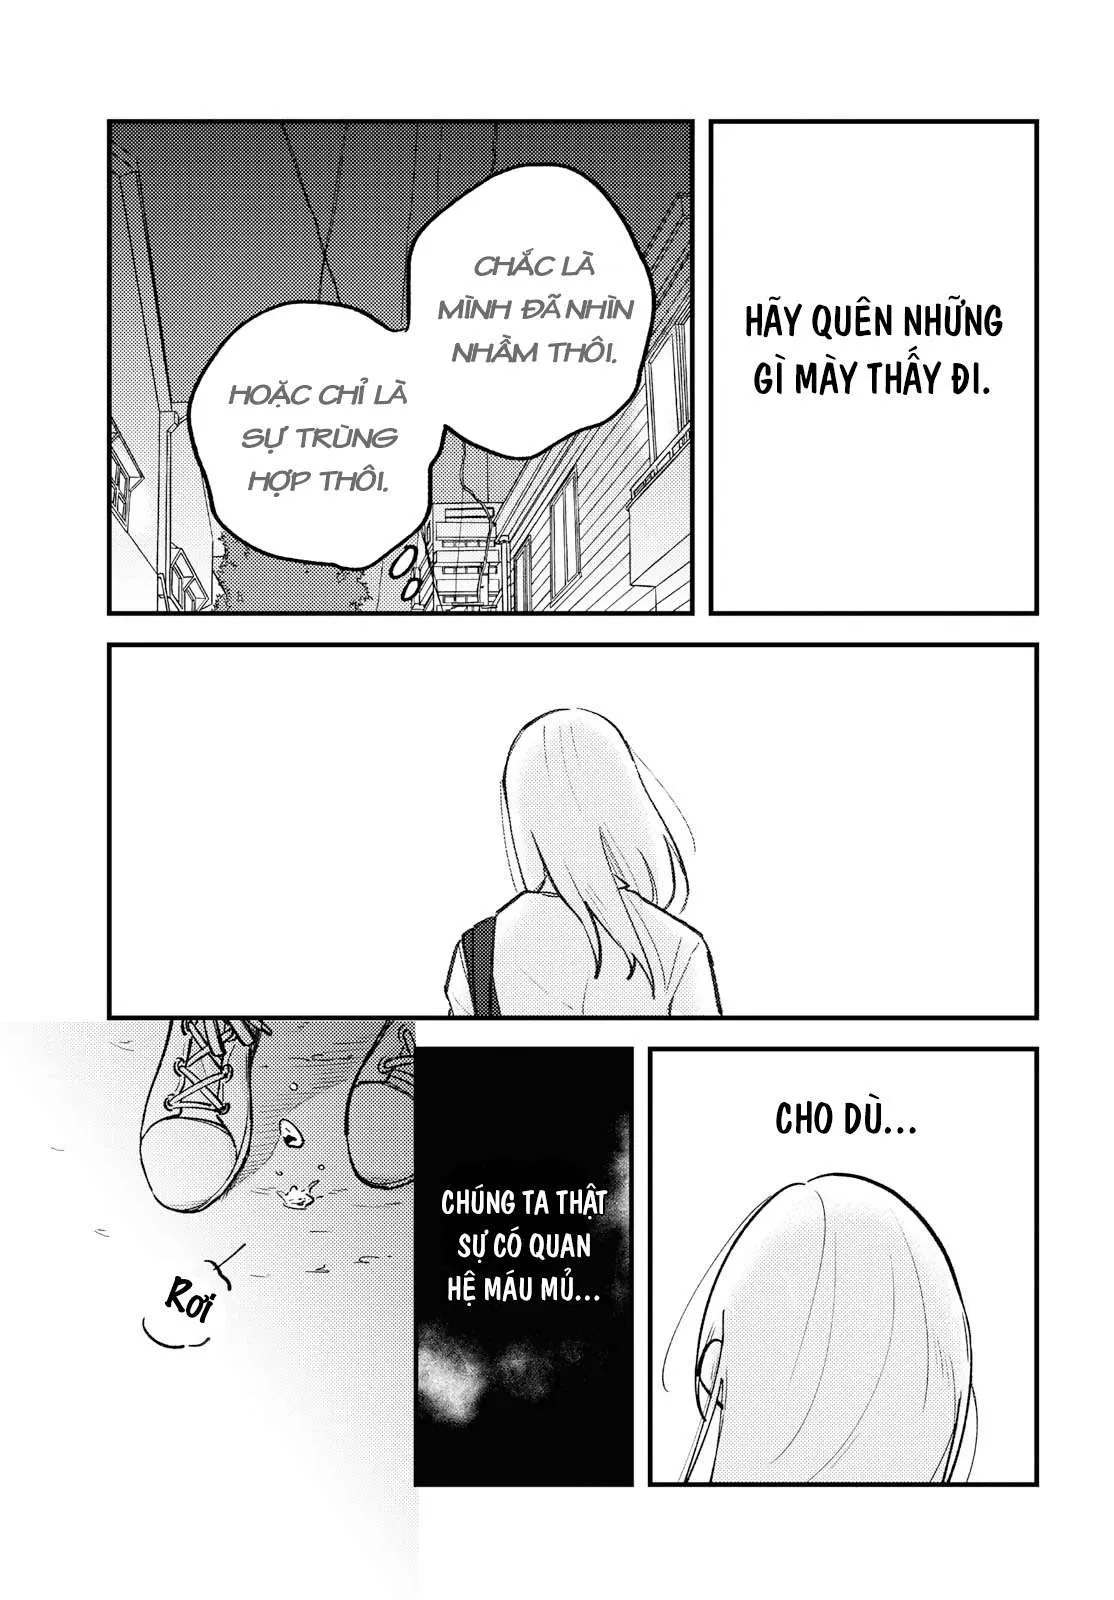 HÃY QUÊN NHỮNG
GÌ MÀY THẤY ĐI.
CHẮC LÀ
MÌNH ĐÃ NHÌN
NHẦM THÔI.
HOẶC CHỈ LÀ
SỰ TRÙNG
HỢP THÔI.
CHO DÙ...
CHÚNG TA THẬT
SỰ CÓ QUAN
HỆ MÁU MỦ...
RƠI